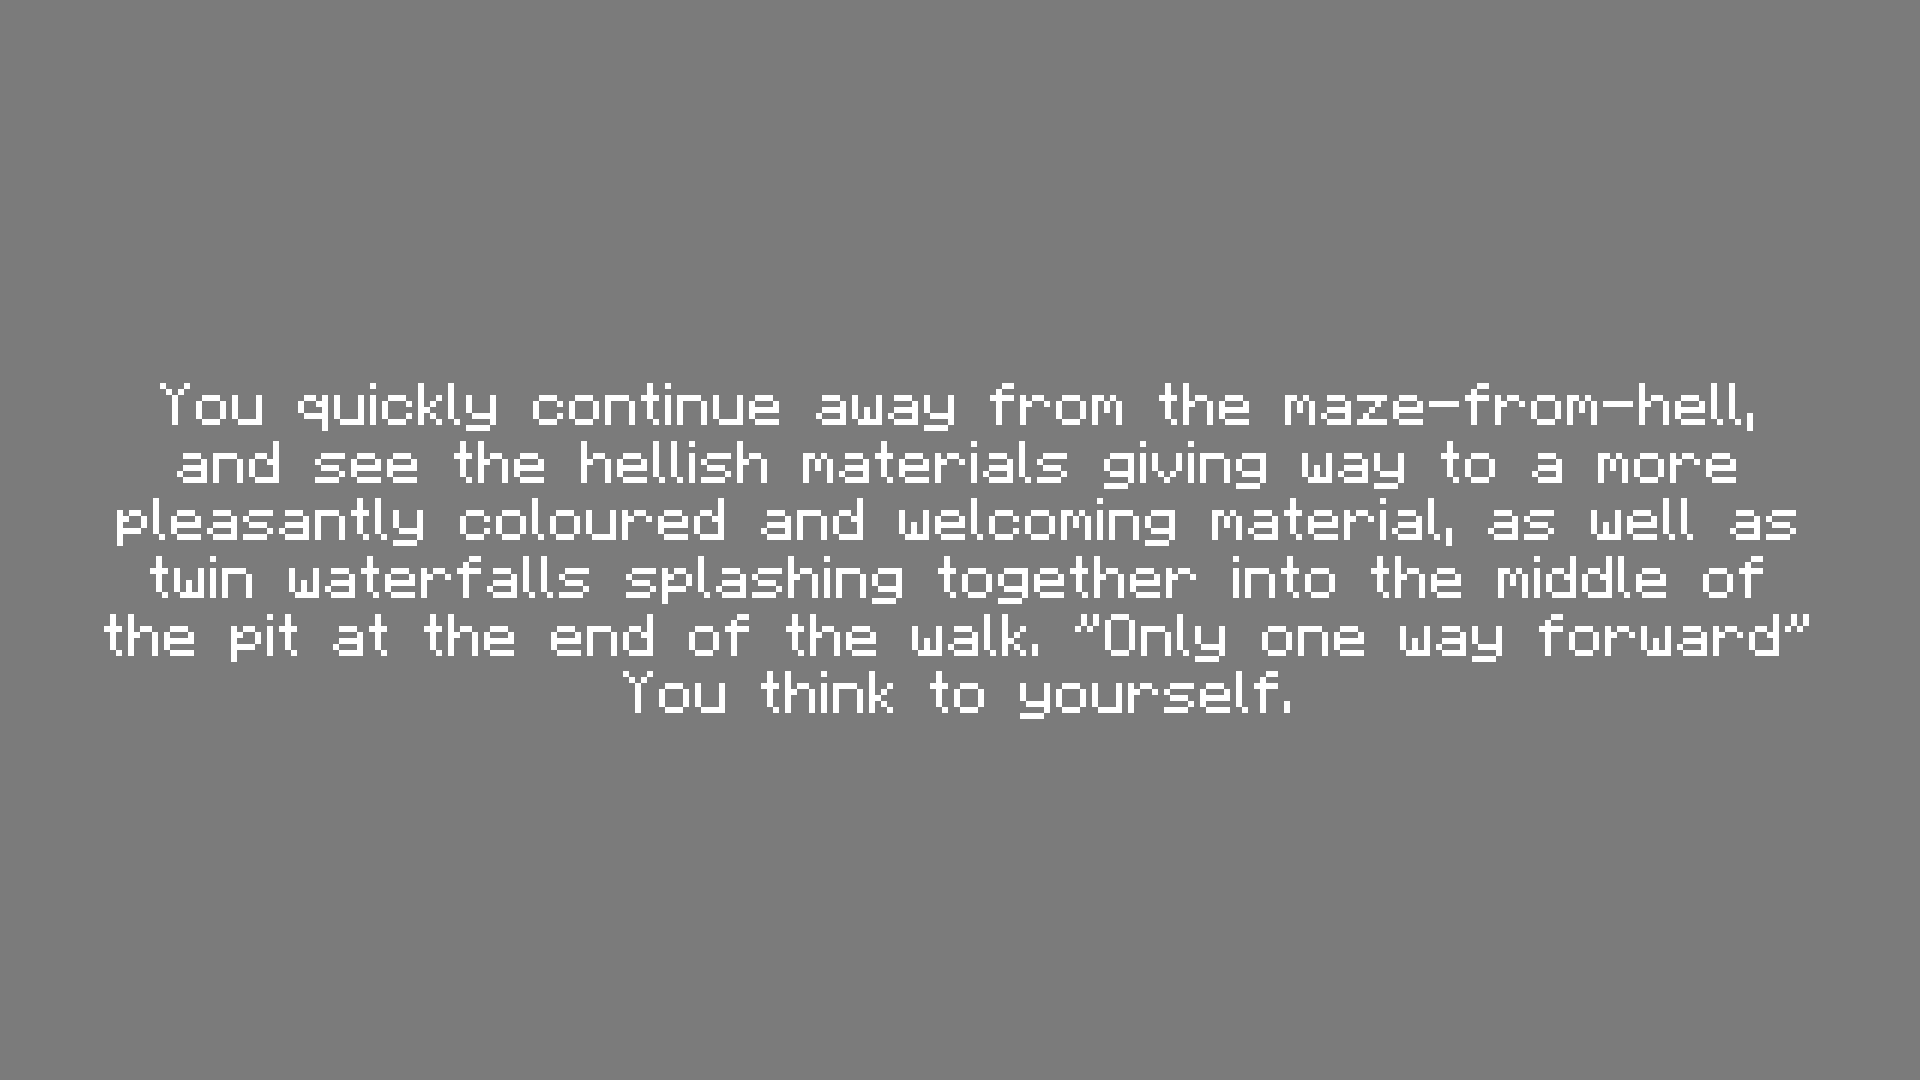 You quickly continue away from the maze-from-hell,
and see the hellish materials giving way to a more
pleasantly coloured and welcoming material, as well as
twin waterfalls splashing together into the middle of
the pit at the end of the walk. "Only one way forward"
You think to yourself.